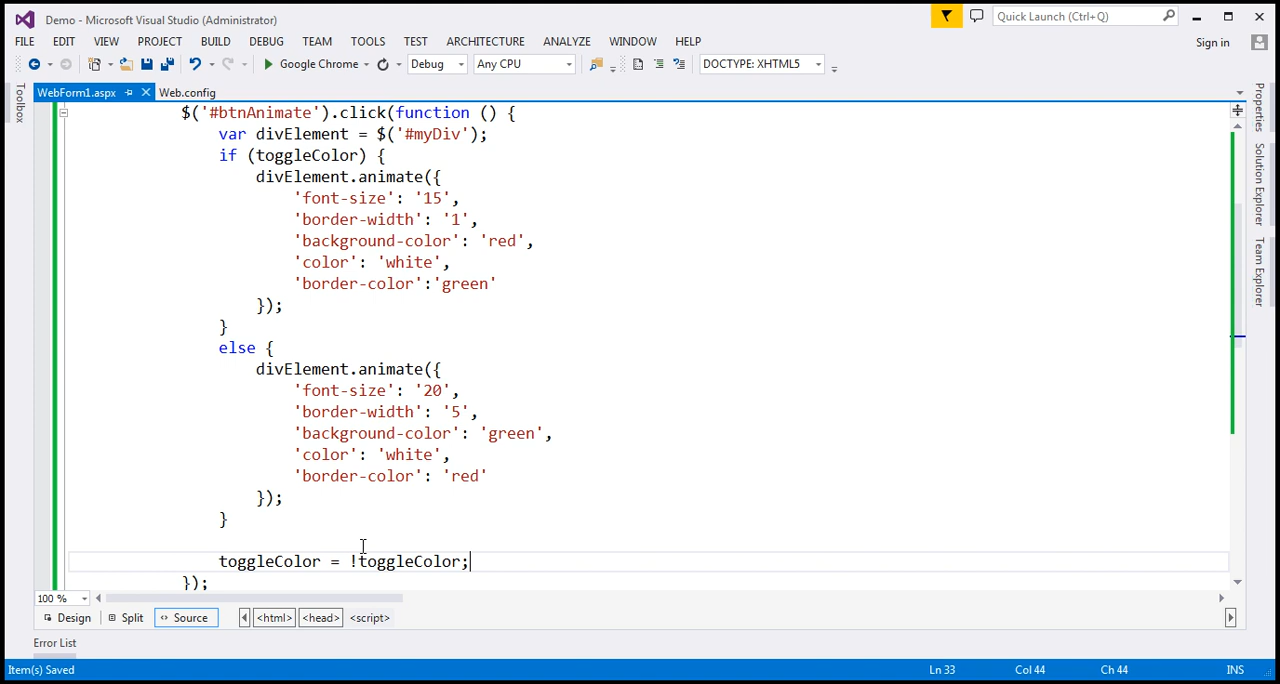 Demo - Microsoft Visual Studio (Administrator)
Quick Launch (Ctrl+Q)
FILE EDIT VIEW PROJECT BUILD DEBUG TEAM TOOLS TEST ARCHITECTURE ANALYZE WINDOW HELP
Sign in
Google Chrome Debug Any CPU DOCTYPE: XHTML5
Toolbox
WebForm1.aspx Web.config
Properties
Solution Explorer
Team Explorer
$('#btnAnimate').click(function () {
var divElement = $('#myDiv');
if (toggleColor) {
divElement.animate({
'font-size': '15',
'border-width': '1',
'background-color': 'red',
'color': 'white',
'border-color':'green'
});
}
else {
divElement.animate({
'font-size': '20',
'border-width': '5',
'background-color': 'green',
'color': 'white',
'border-color': 'red'
});
}
toggleColor = !toggleColor;
});
100 %
Design Split Source <html> <head> <script>
Error List
Item(s) Saved Ln 33 Col 44 Ch 44 INS